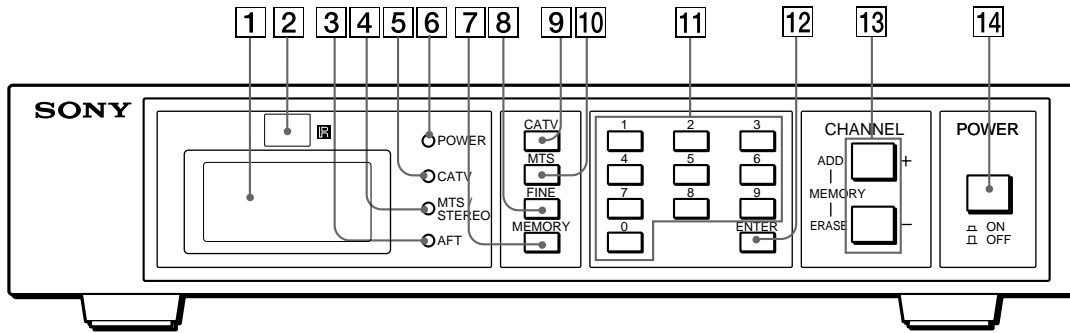 1 2 3 4 5 6 7 8 9 10 11 12 13 14
SONY
IR
POWER
CATV
MTS/
STEREO
AFT
CATV
MTS
FINE
MEMORY
1 2 3
4 5 6
7 8 9
0 ENTER
CHANNEL
ADD +
MEMORY
ERASE −
POWER
ON
OFF